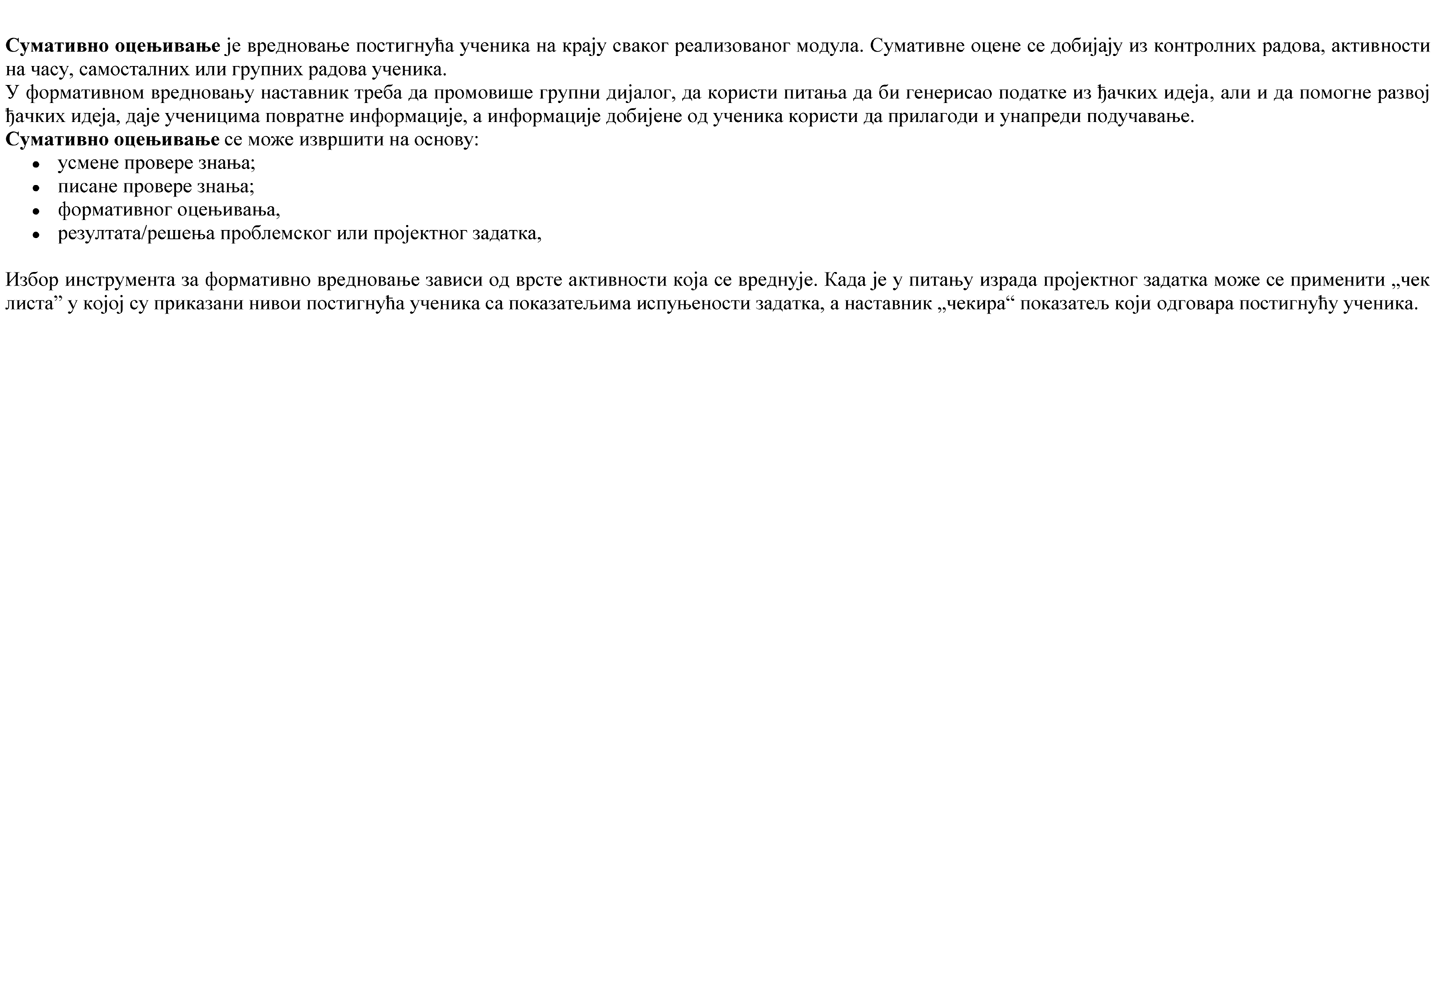 Сумативно оцењивање је вредновање постигнућа ученика на крају сваког реализованог модула. Сумативне оцене се добијају из контролних радова, активности
на часу, самосталних или групних радова ученика.
У формативном вредновању наставник треба да промовише групни дијалог, да користи питања да би генерисао податке из ђачких идеја, али и да помогне развој
ђачких идеја, даје ученицима повратне информације, а информације добијене од ученика користи да прилагоди и унапреди подучавање.
Сумативно оцењивање се може извршити на основу:
• усмене провере знања;
• писане провере знања;
• формативног оцењивања,
• резултата/решења проблемског или пројектног задатка,
Избор инструмента за формативно вредновање зависи од врсте активности која се вреднује. Када је у питању израда пројектног задатка може се применити „чек
листа” у којој су приказани нивои постигнућа ученика са показатељима испуњености задатка, а наставник „чекира“ показатељ који одговара постигнућу ученика.